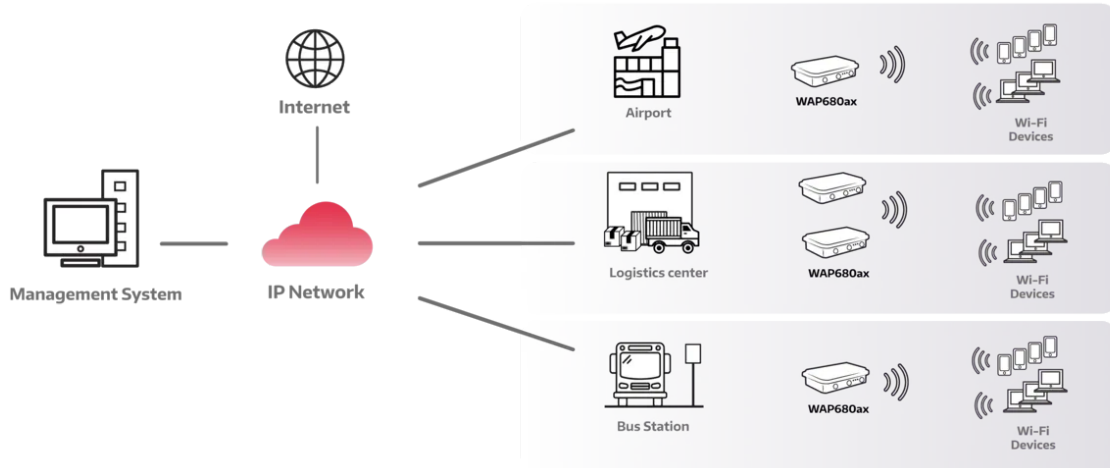 Internet
Management System
IP Network
Airport
WAP680ax
Wi-Fi
Devices
Logistics center
WAP680ax
Wi-Fi
Devices
Bus Station
WAP680ax
Wi-Fi
Devices